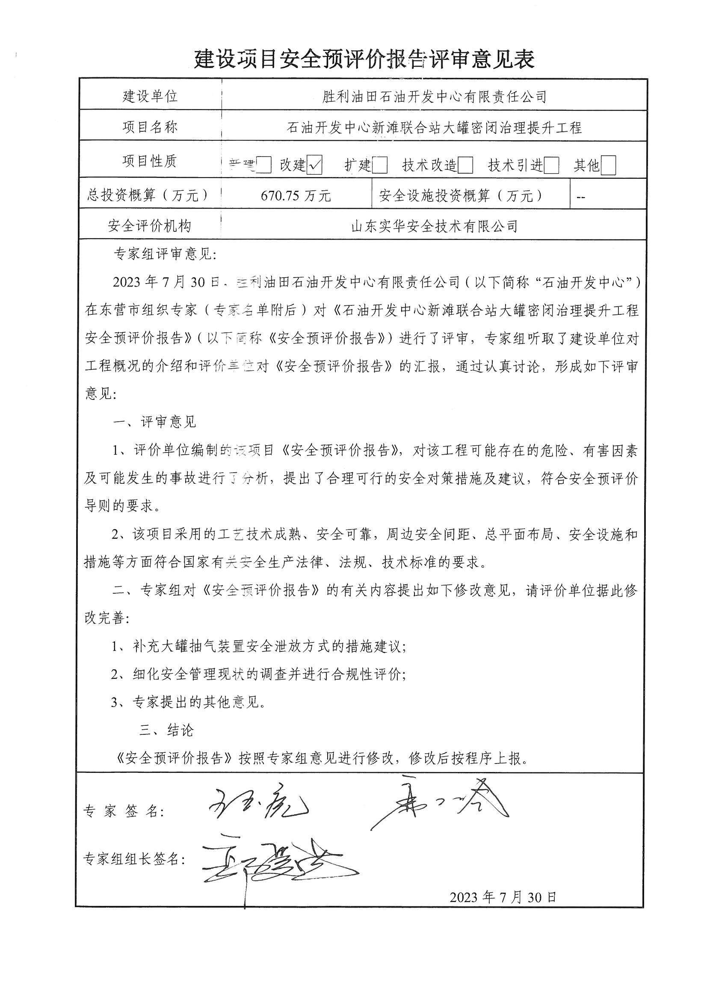 建设项目安全预评价报告评审意见表
建设单位 胜利油田石油开发中心有限责任公司
项目名称 石油开发中心新滩联合站大罐密闭治理提升工程
项目性质 新建□ 改建☑ 扩建□ 技术改造□ 技术引进□ 其他□
总投资概算（万元） 670.75 万元 安全设施投资概算（万元） --
安全评价机构 山东实华安全技术有限公司
专家组评审意见：
2023 年 7 月 30 日，胜利油田石油开发中心有限责任公司（以下简称“石油开发中心”）
在东营市组织专家（专家名单附后）对《石油开发中心新滩联合站大罐密闭治理提升工程
安全预评价报告》（以下简称《安全预评价报告》）进行了评审，专家组听取了建设单位对
工程概况的介绍和评价单位对《安全预评价报告》的汇报，通过认真讨论，形成如下评审
意见：
一、评审意见
1、评价单位编制的该项目《安全预评价报告》，对该工程可能存在的危险、有害因素
及可能发生的事故进行了分析，提出了合理可行的安全对策措施及建议，符合安全预评价
导则的要求。
2、该项目采用的工艺技术成熟、安全可靠，周边安全间距、总平面布局、安全设施和
措施等方面符合国家有关安全生产法律、法规、技术标准的要求。
二、专家组对《安全预评价报告》的有关内容提出如下修改意见，请评价单位据此修
改完善：
1、补充大罐抽气装置安全泄放方式的措施建议；
2、细化安全管理现状的调查并进行合规性评价；
3、专家提出的其他意见。
三、结论
《安全预评价报告》按照专家组意见进行修改，修改后按程序上报。
专 家 签 名：
专家组组长签名：
2023 年 7 月 30 日